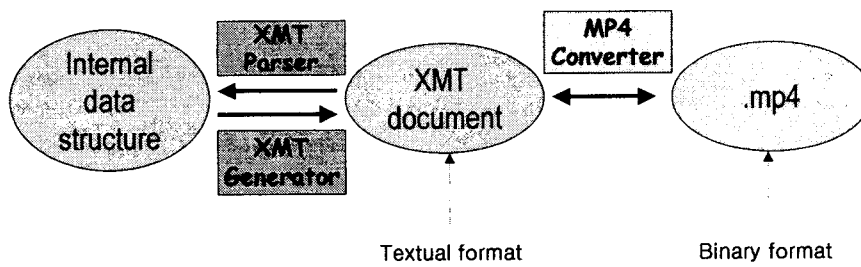 Internal
data
structure
XMT
Parser
XMT
Generator
XMT
document
MP4
Converter
.mp4
Textual format
Binary format